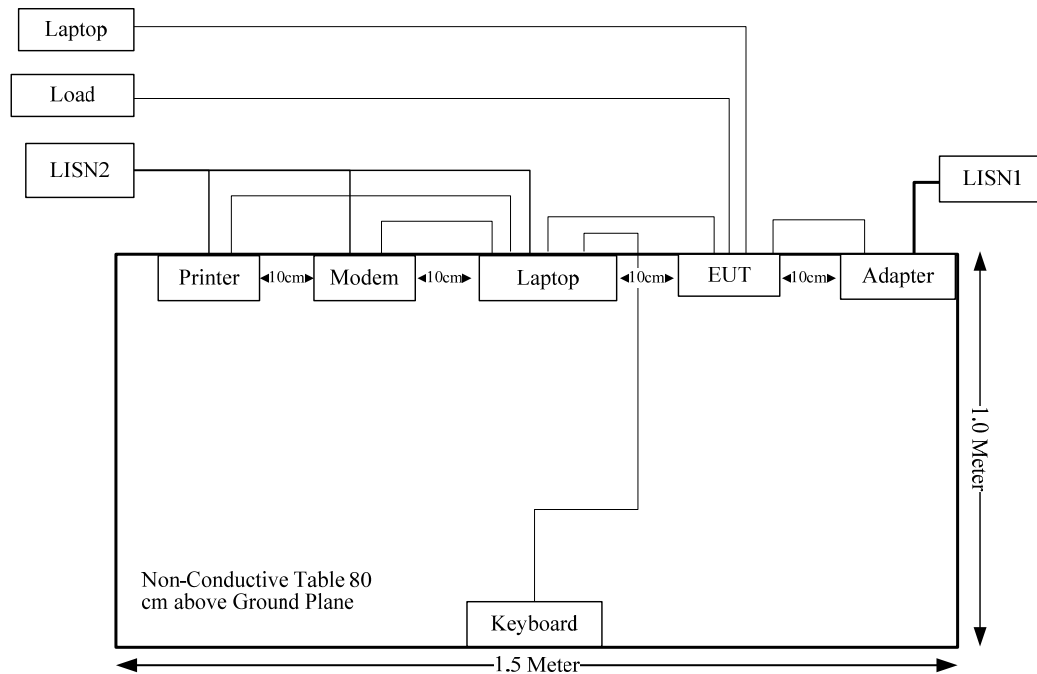 Laptop
Load
LISN2
LISN1
Printer
10cm
Modem
10cm
Laptop
10cm
EUT
10cm
Adapter
1.0 Meter
Non-Conductive Table 80
cm above Ground Plane
Keyboard
1.5 Meter